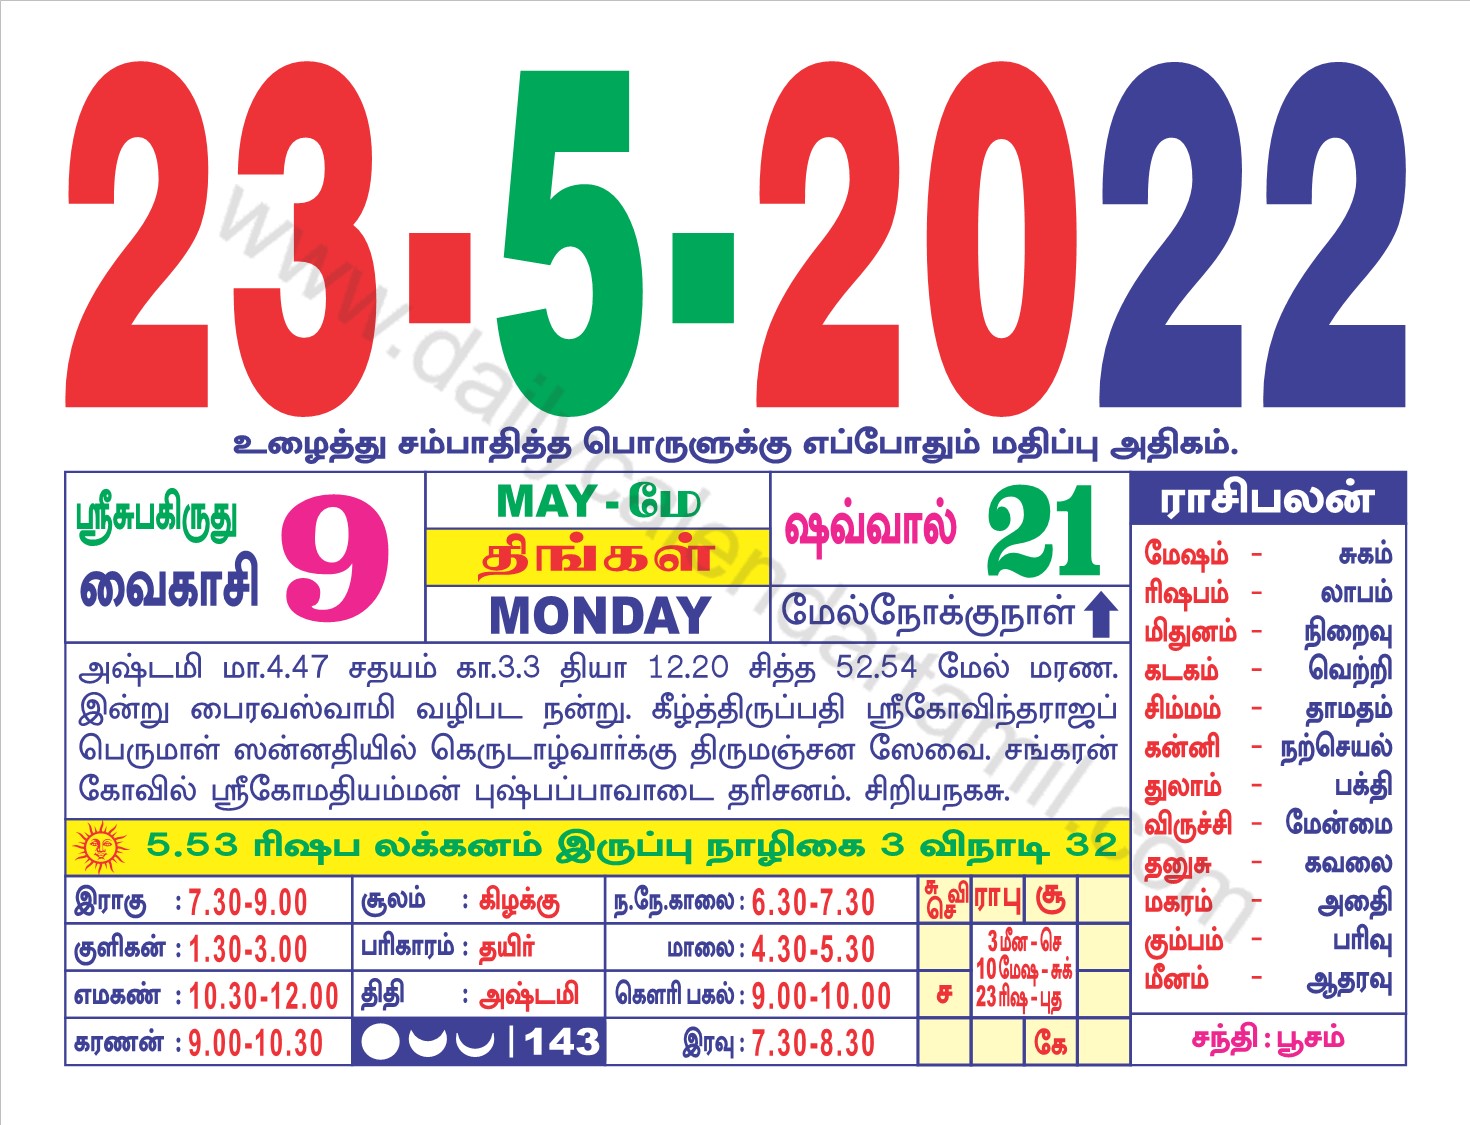 23-5-2022
உழைத்து சம்பாதித்த பொருளுக்கு எப்போதும் மதிப்பு அதிகம்.
ஸ்ரீசுபகிருது
வைகாசி 9
MAY - மே
திங்கள்
MONDAY
ஷவ்வால் 21
மேல்நோக்குநாள்
அஷ்டமி மா.4.47 சதயம் கா.3.3 தியா 12.20 சித்த 52.54 மேல் மரண.
இன்று பைரவஸ்வாமி வழிபட நன்று. கீழ்த்திருப்பதி ஸ்ரீகோவிந்தராஜப்
பெருமாள் ஸன்னதியில் கெருடாழ்வார்க்கு திருமஞ்சன ஸேவை. சங்கரன்
கோவில் ஸ்ரீகோமதியம்மன் புஷ்பப்பாவாடை தரிசனம். சிறியநகசு.
5.53 ரிஷப லக்கனம் இருப்பு நாழிகை 3 விநாடி 32
இராகு : 7.30-9.00
குளிகன் : 1.30-3.00
எமகண் : 10.30-12.00
கரணன் : 9.00-10.30
சூலம் : கிழக்கு
பரிகாரம் : தயிர்
திதி : அஷ்டமி
| 143
ந.நே.காலை : 6.30-7.30
மாலை : 4.30-5.30
கௌரி பகல் : 9.00-10.00
இரவு : 7.30-8.30
சு வி
செ
ராபு
சூ
3 மீன - செ
10 மேஷ - சுக்
23 ரிஷ - புத
ச
கே
ராசிபலன்
மேஷம் - சுகம்
ரிஷபம் - லாபம்
மிதுனம் - நிறைவு
கடகம் - வெற்றி
சிம்மம் - தாமதம்
கன்னி - நற்செயல்
துலாம் - பக்தி
விருச்சி - மேன்மை
தனுசு - கவலை
மகரம் - அதைி
கும்பம் - பரிவு
மீனம் - ஆதரவு
சந்தி : பூசம்
www.dailycalendartamil.com